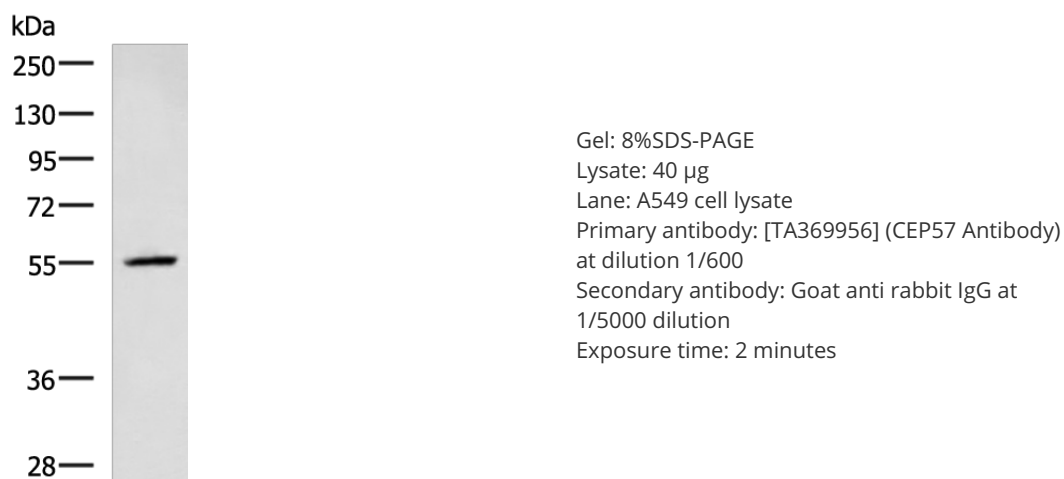 kDa
250
130
95
72
55
36
28
Gel: 8%SDS-PAGE
Lysate: 40 µg
Lane: A549 cell lysate
Primary antibody: [TA369956] (CEP57 Antibody)
at dilution 1/600
Secondary antibody: Goat anti rabbit IgG at
1/5000 dilution
Exposure time: 2 minutes